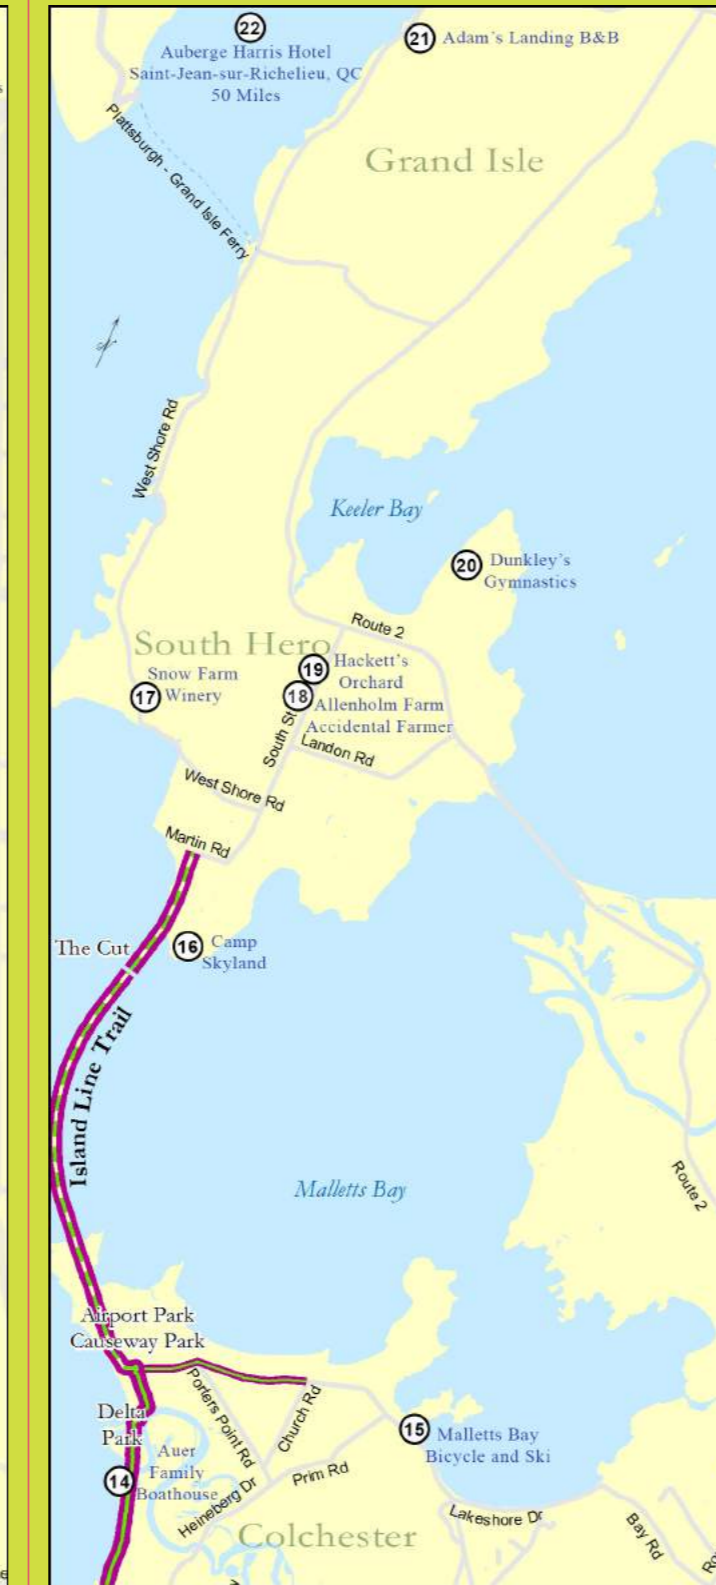 22
Auberge Harris Hotel
Saint-Jean-sur-Richelieu, QC
50 Miles
21 Adam's Landing B&B
Plattsburgh - Grand Isle Ferry
Grand Isle
N
West Shore Rd
Keeler Bay
20 Dunkley's
Gymnastics
Route 2
South Hero
19 Hackett's
Orchard
Snow Farm
17 Winery
18 Allenholm Farm
Accidental Farmer
South St
Landon Rd
West Shore Rd
Martin Rd
The Cut
16 Camp
Skyland
Island Line Trail
Malletts Bay
Route 2
Airport Park
Causeway Park
Porters Point Rd
Church Rd
Delta
Park
15 Malletts Bay
Bicycle and Ski
Auer
Family
14 Boathouse
Prim Rd
Heineberg Dr
Lakeshore Dr
Bay Rd
Colchester